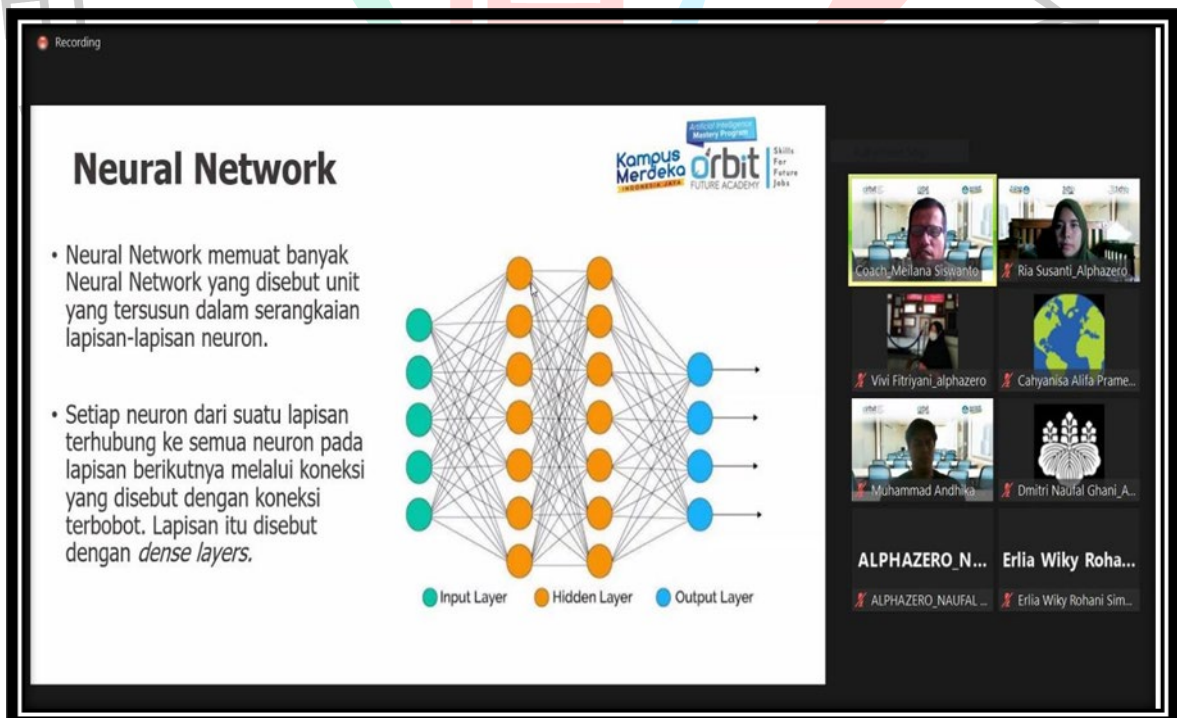 Recording
Neural Network
Artificial Intelligence
Mastery Program
Kampus
Merdeka
INDONESIA JAYA
orbit
FUTURE ACADEMY
Skills
For
Future
Jobs
• Neural Network memuat banyak
Neural Network yang disebut unit
yang tersusun dalam serangkaian
lapisan-lapisan neuron.
• Setiap neuron dari suatu lapisan
terhubung ke semua neuron pada
lapisan berikutnya melalui koneksi
yang disebut dengan koneksi
terbobot. Lapisan itu disebut
dengan dense layers.
Input Layer
Hidden Layer
Output Layer
Coach_Meilana Siswanto
Ria Susanti_Alphazero
Vivi Fitriyani_alphazero
Cahyanisa Alifa Prame...
Muhammad Andhika
Dmitri Naufal Ghani_A...
ALPHAZERO_N...
ALPHAZERO_NAUFAL ...
Erlia Wiky Roha...
Erlia Wiky Rohani Sim...